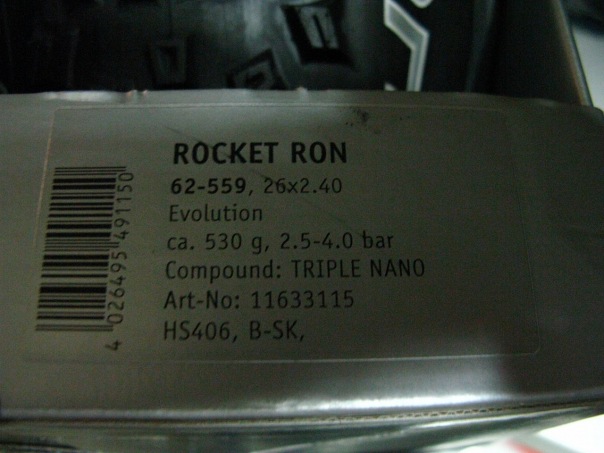 ROCKET RON
62-559, 26x2.40
Evolution
ca. 530 g, 2.5-4.0 bar
Compound: TRIPLE NANO
Art-No: 11633115
HS406, B-SK,
4 026495 491150